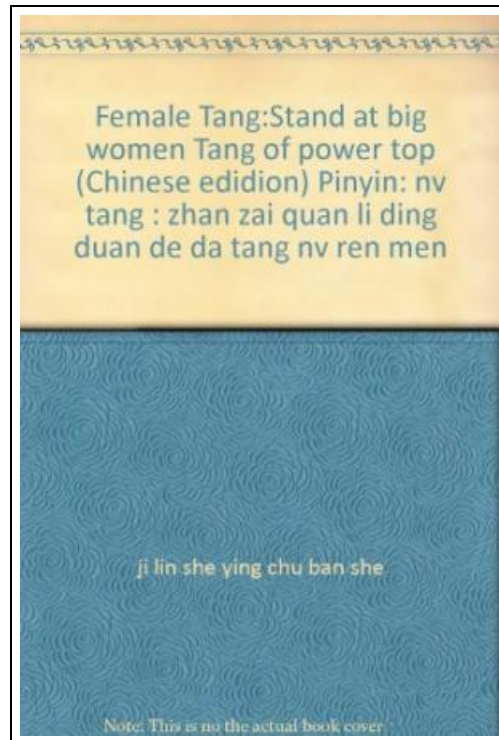 Female Tang:Stand at big
women Tang of power top
(Chinese edidion) Pinyin: nv
tang : zhan zai quan li ding
duan de da tang nv ren men
ji lin she ying chu ban she
Note: This is no the actual book cover